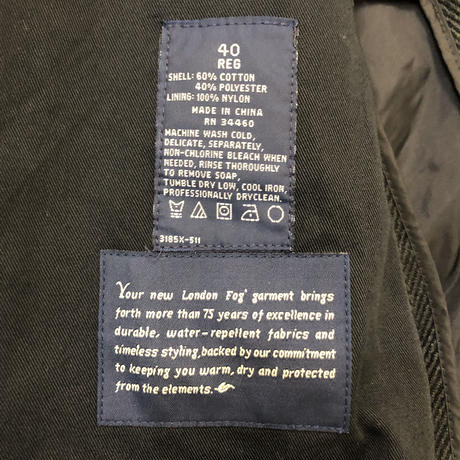 40
REG
SHELL: 60% COTTON
40% POLYESTER
LINING: 100% NYLON
MADE IN CHINA
RN 34460
MACHINE WASH COLD,
DELICATE, SEPARATELY,
NON-CHLORINE BLEACH WHEN
NEEDED, RINSE THOROUGHLY
TO REMOVE SOAP,
TUMBLE DRY LOW, COOL IRON,
PROFESSIONALLY DRYCLEAN.
3185X-511
Your new London Fog® garment brings
forth more than 75 years of excellence in
durable, water-repellent fabrics and
timeless styling, backed by our commitment
to keeping you warm, dry and protected
from the elements.